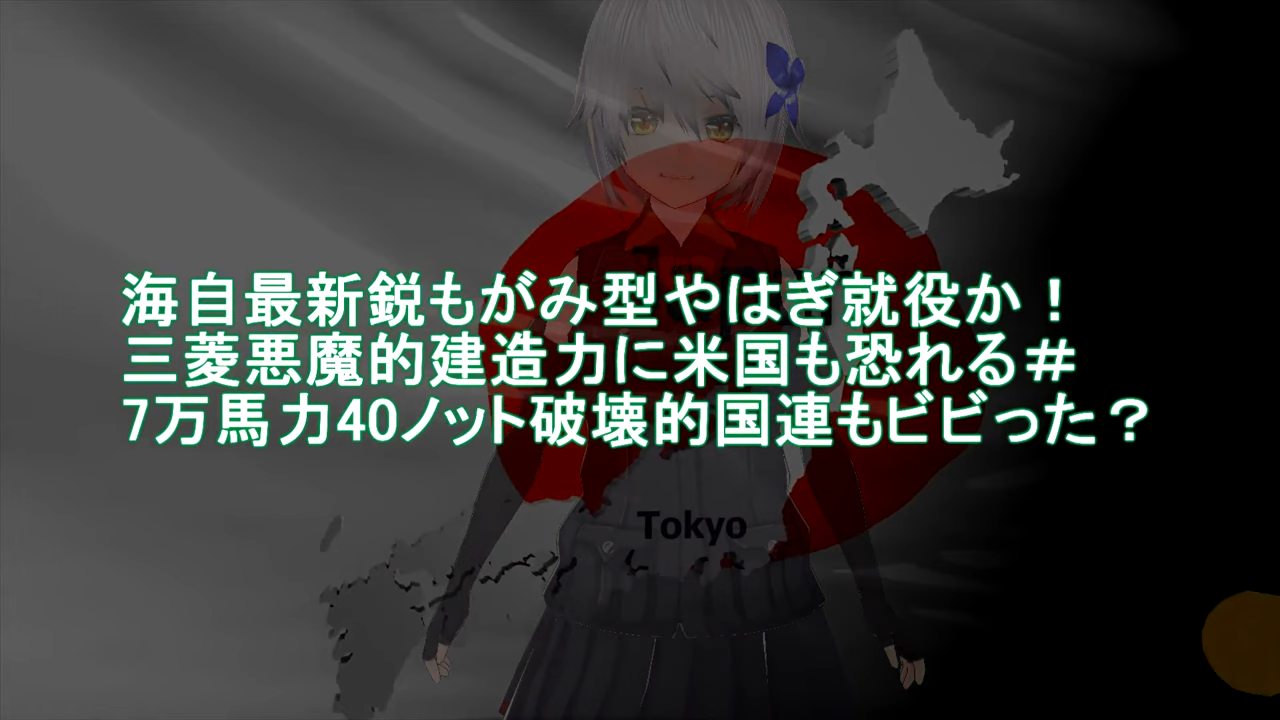 海自最新鋭もがみ型やはぎ就役か！
三菱悪魔的建造力に米国も恐れる＃
7万馬力40ノット破壊的国連もビビった？
Tokyo